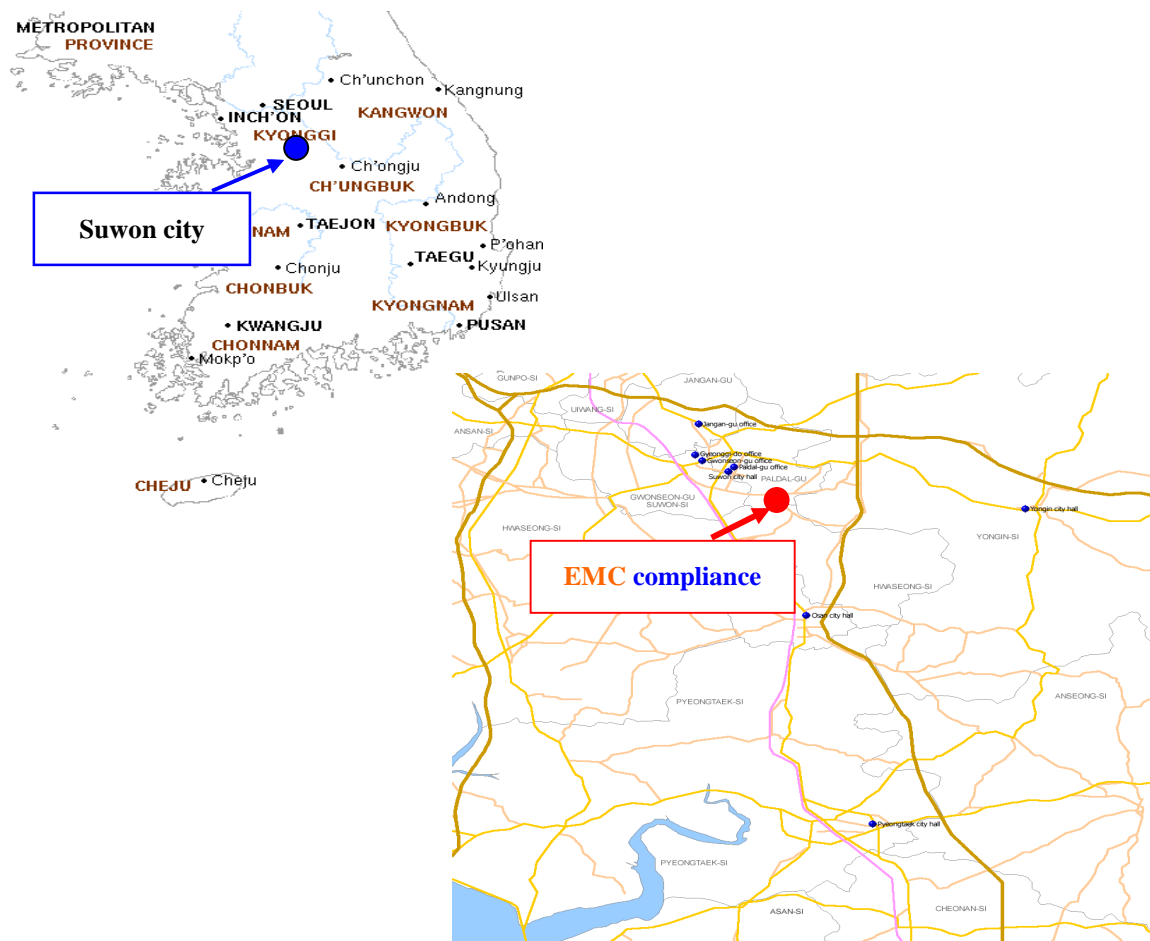 METROPOLITAN
PROVINCE
Ch'unchon
Kangnung
SEOUL
KANGWON
INCH'ON
KYONGGI
Ch'ongju
CH'UNGBUK
Andong
Suwon city
NAM
TAEJON
KYONGBUK
P'ohan
TAEGU
Kyungju
Chonju
CHONBUK
Ulsan
KYONGNAM
KWANGJU
PUSAN
CHONNAM
Mokp'o
CHEJU
Cheju
GUNPO-SI
JANGAN-GU
UIWANG-SI
Jangan-gu office
ANSAN-SI
Gyeonggi-do office
Gwonseon-gu office
Paldal-gu office
Suwon city hall
PALDAL-GU
GWONSEON-GU
SUWON-SI
Yongin city hall
HWASEONG-SI
YONGIN-SI
EMC compliance
HWASEONG-SI
Osan city hall
PYEONGTAEK-SI
ANSEONG-SI
Pyeongtaek city hall
PYEONGTAEK-SI
ASAN-SI
CHEONAN-SI